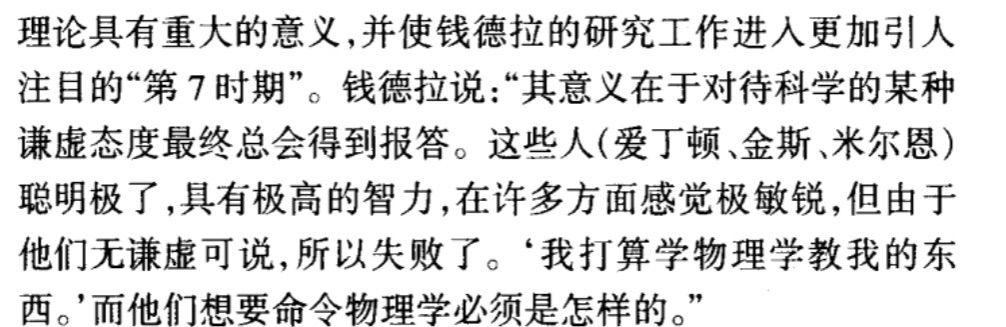 理论具有重大的意义,并使钱德拉的研究工作进入更加引人
注目的“第7时期”。钱德拉说:“其意义在于对待科学的某种
谦虚态度最终总会得到报答。这些人(爱丁顿、金斯、米尔恩)
聪明极了,具有极高的智力,在许多方面感觉极敏锐,但由于
他们无谦虚可说,所以失败了。‘我打算学物理学教我的东
西。’而他们想要命令物理学必须是怎样的。”